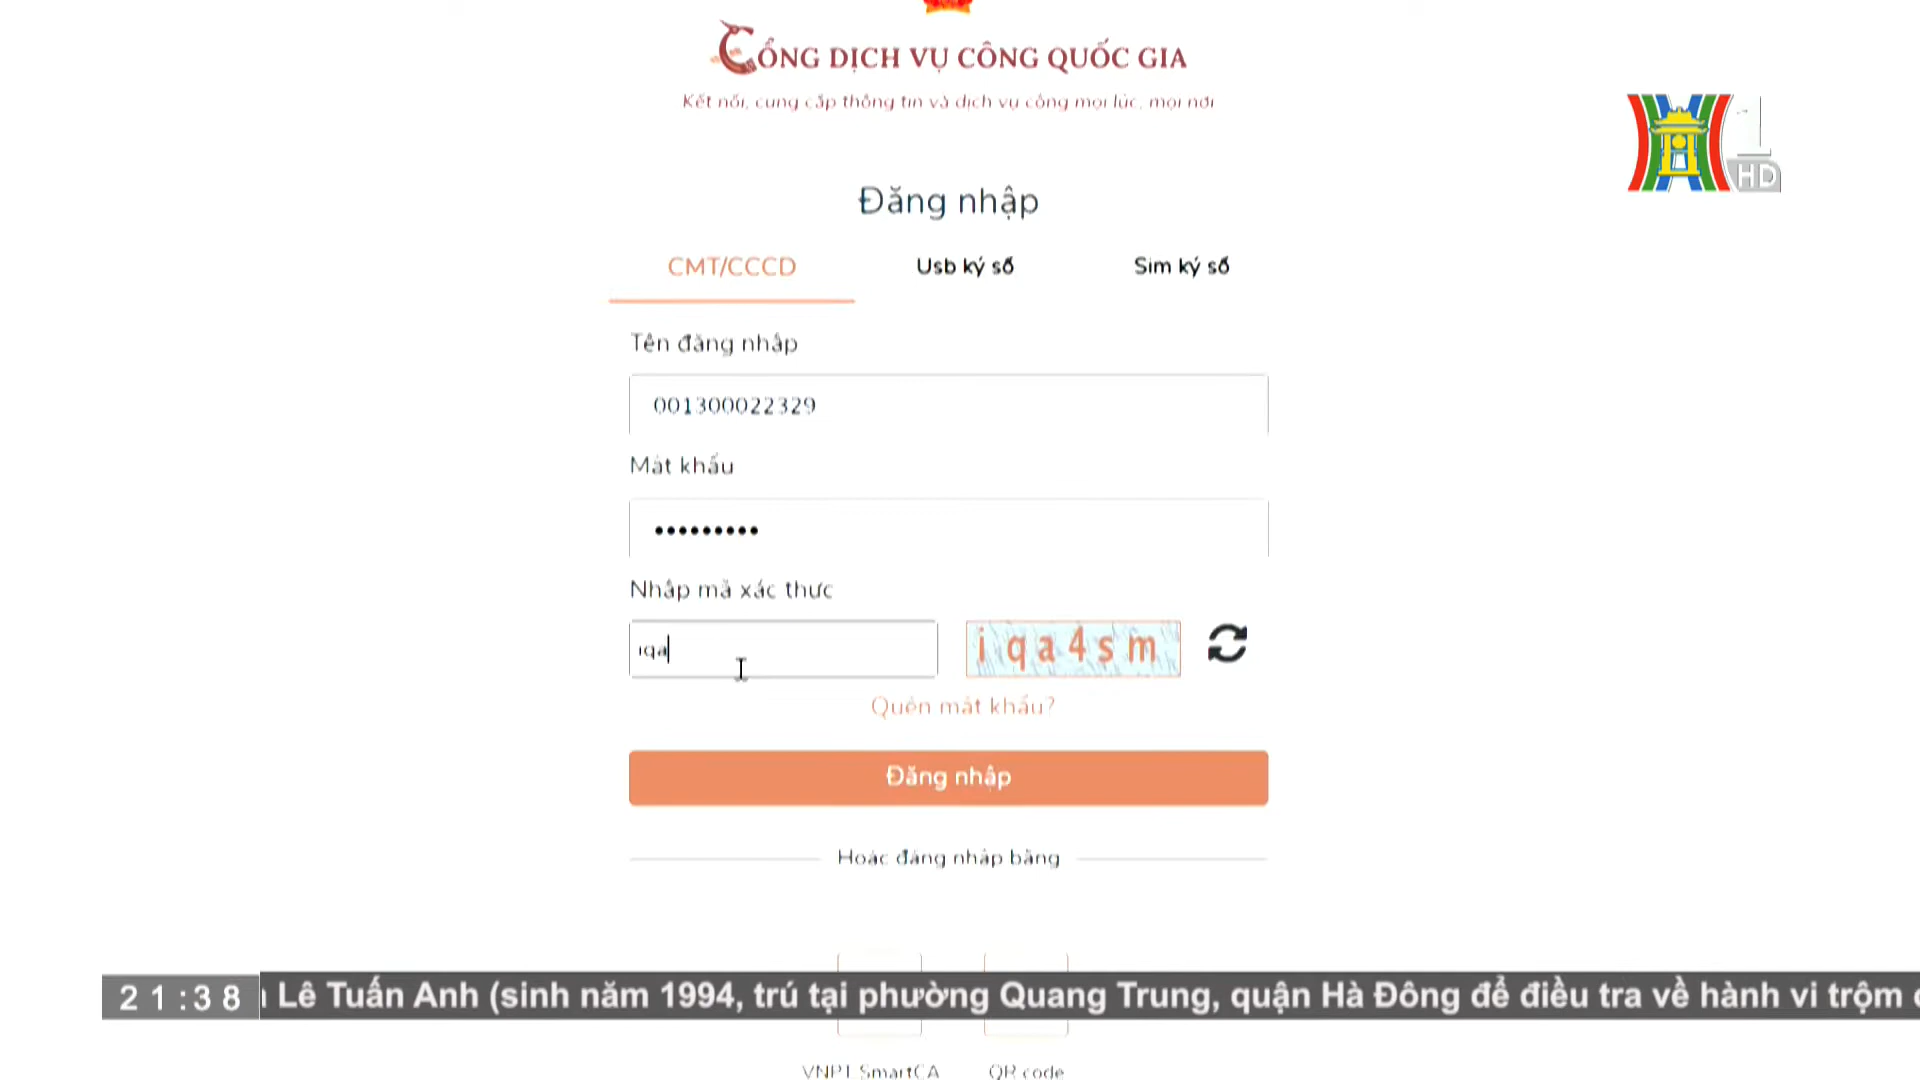 CỔNG DỊCH VỤ CÔNG QUỐC GIA
Kết nối, cung cấp thông tin và dịch vụ công mọi lúc, mọi nơi
1
HD
Đăng nhập
CMT/CCCD Usb ký số Sim ký số
Tên đăng nhập
001300022329
Mật khẩu
•••••••••
Nhập mã xác thực
iqa iqa4sm
Quên mật khẩu?
Đăng nhập
Hoặc đăng nhập bằng
21:38 Lê Tuấn Anh (sinh năm 1994, trú tại phường Quang Trung, quận Hà Đông để điều tra về hành vi trộm
VNPT SmartCA QR code